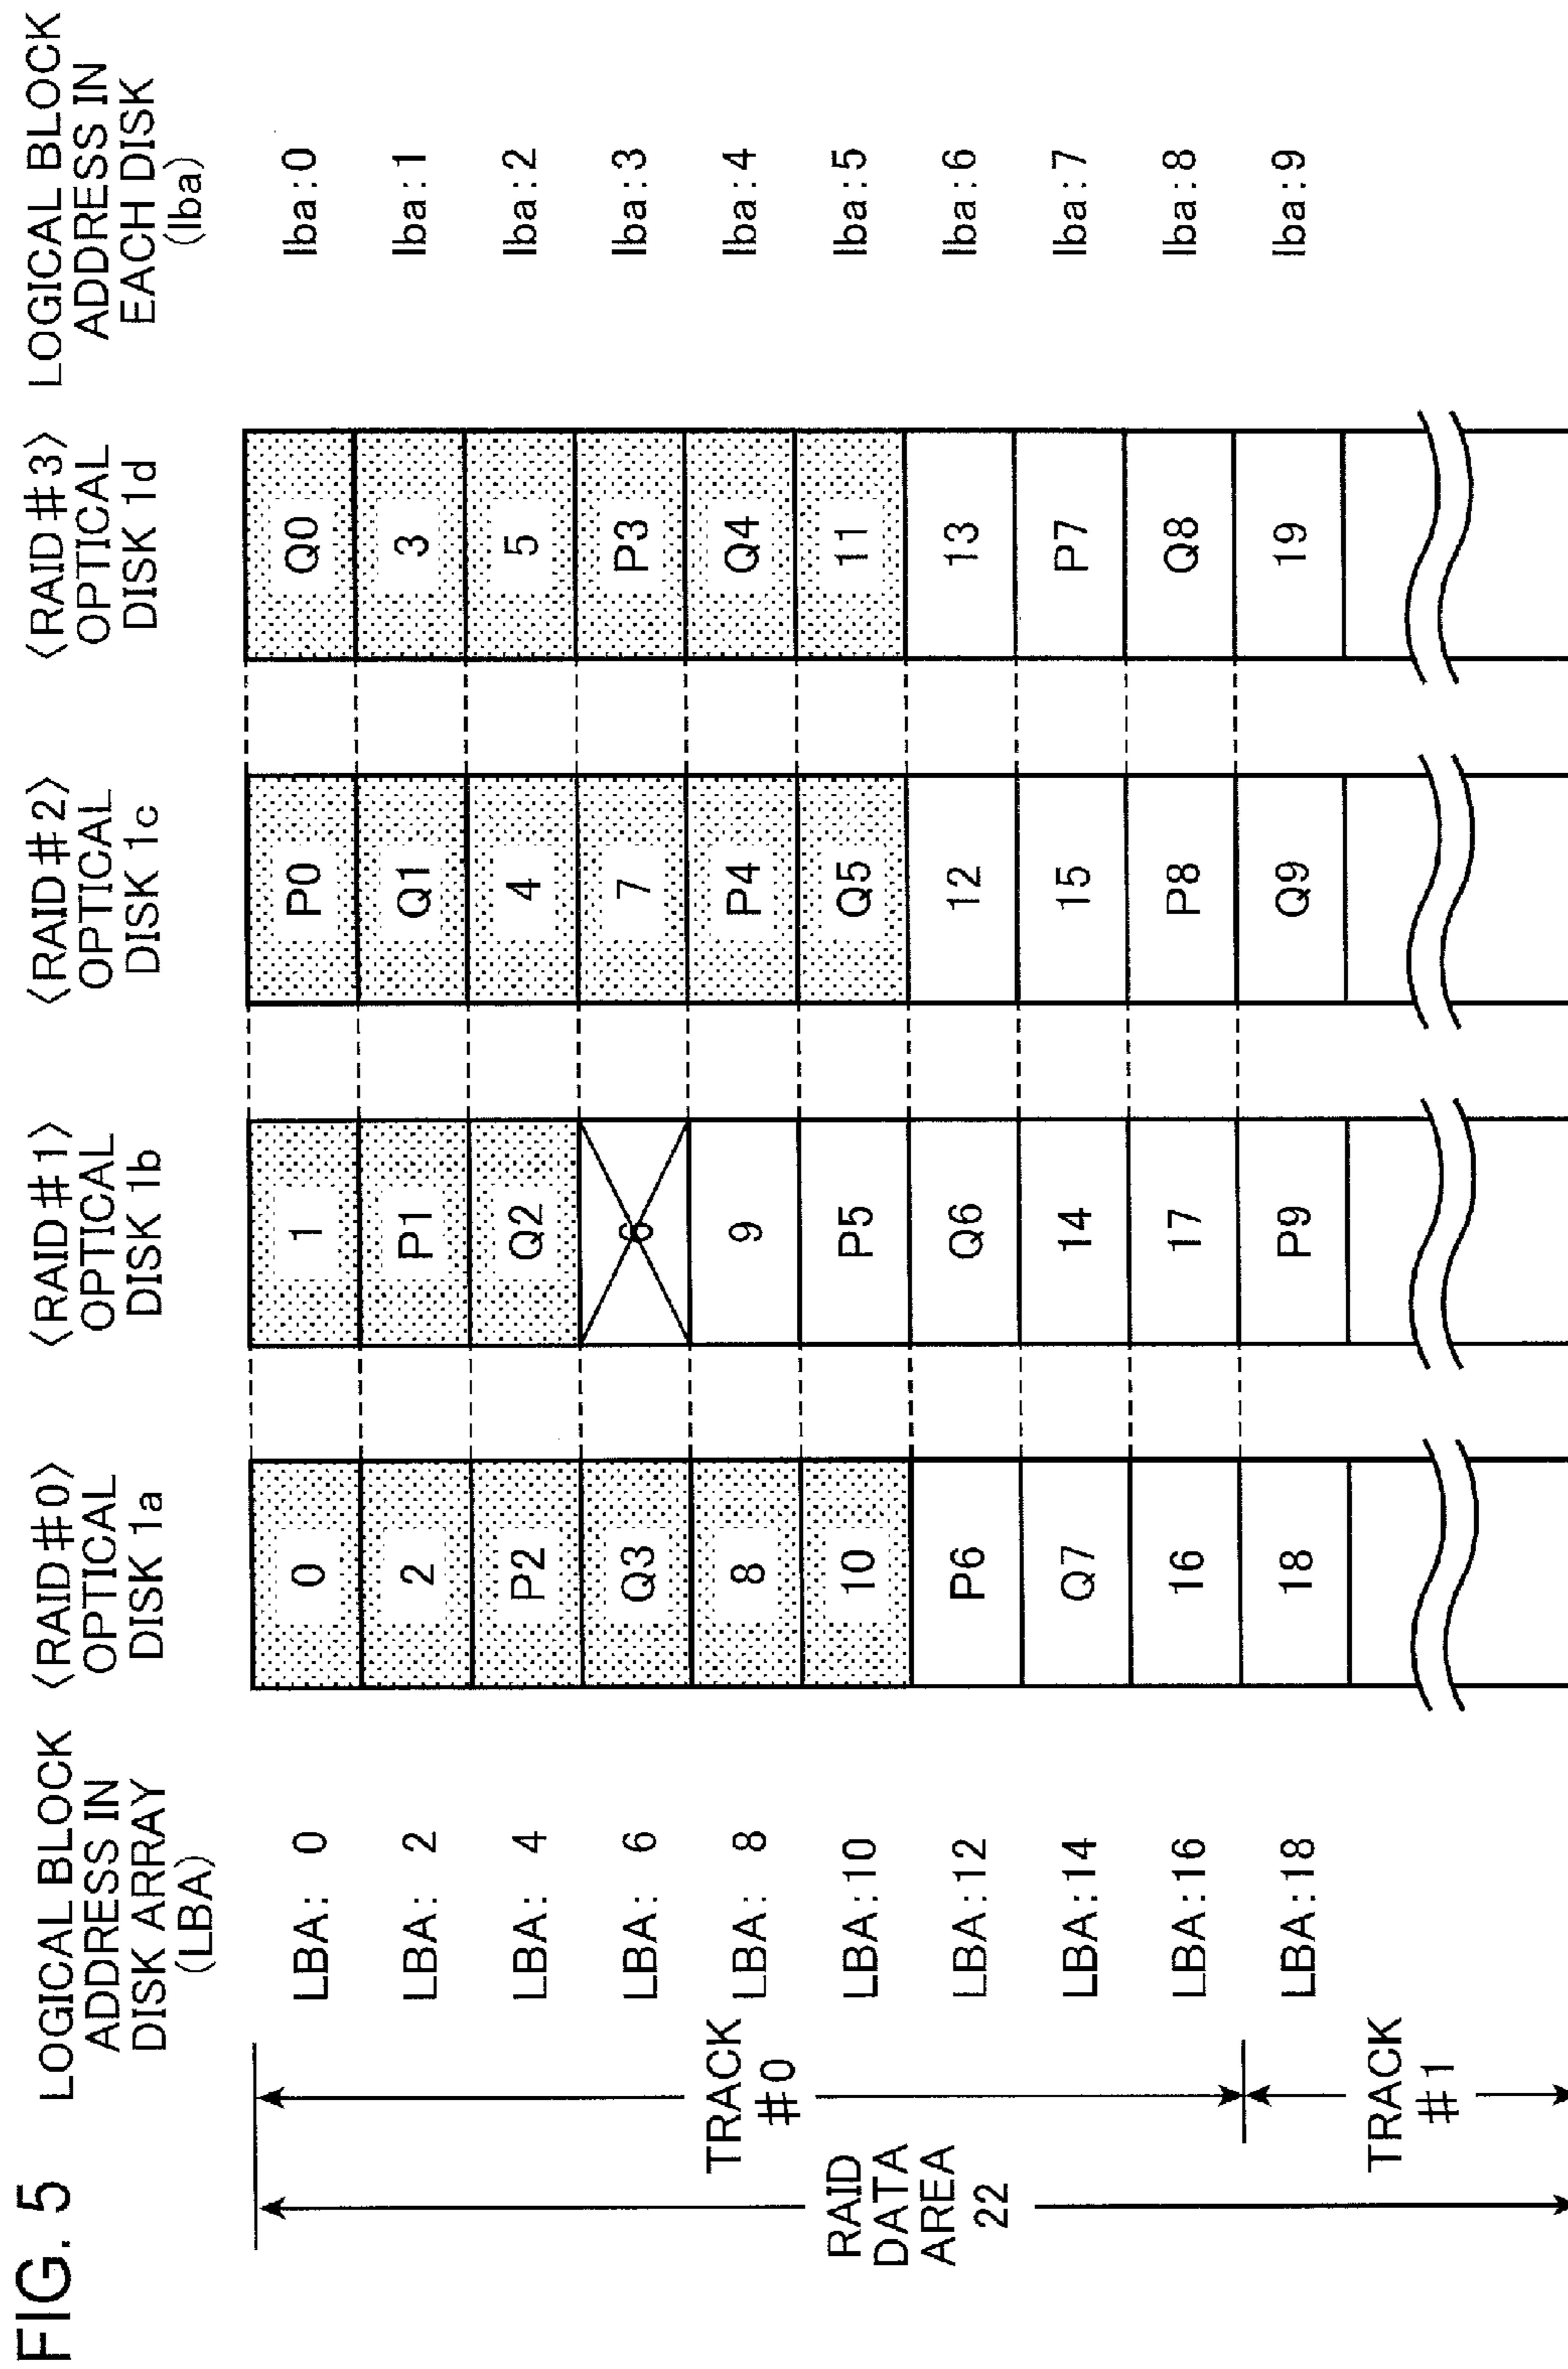 FIG. 5
LOGICAL BLOCK
ADDRESS IN
DISK ARRAY
(LBA)
〈RAID#0〉
OPTICAL
DISK 1a
〈RAID#1〉
OPTICAL
DISK 1b
〈RAID#2〉
OPTICAL
DISK 1c
〈RAID#3〉
OPTICAL
DISK 1d
LOGICAL BLOCK
ADDRESS IN
EACH DISK
(lba)
LBA: 0 0 1 P0 Q0 lba:0
LBA: 2 2 P1 Q1 3 lba:1
LBA: 4 P2 Q2 4 5 lba:2
LBA: 6 Q3 6 7 P3 lba:3
LBA: 8 8 9 P4 Q4 lba:4
LBA:10 10 P5 Q5 11 lba:5
LBA:12 P6 Q6 12 13 lba:6
LBA:14 Q7 14 15 P7 lba:7
LBA:16 16 17 P8 Q8 lba:8
LBA:18 18 P9 Q9 19 lba:9
TRACK
#0
RAID
DATA
AREA
22
TRACK
#1